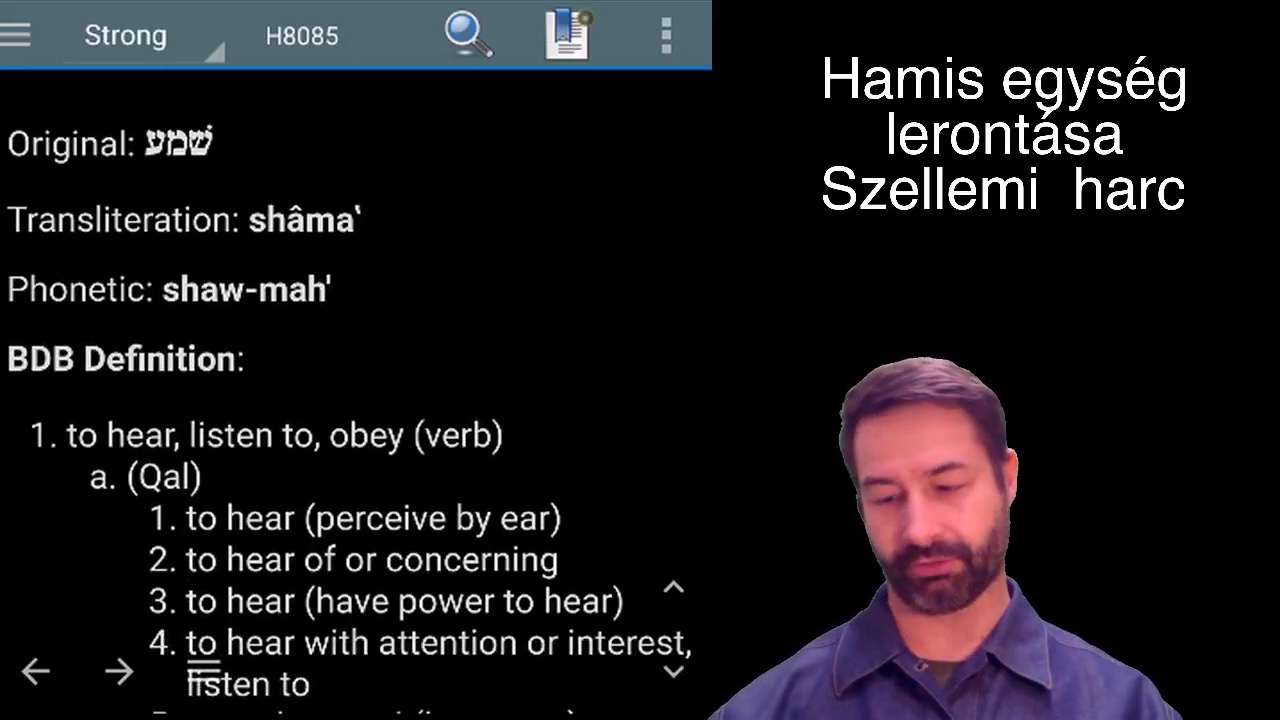 Strong H8085
Original: שׁמע
Transliteration: shâma‛
Phonetic: shaw-mah'
BDB Definition:
1. to hear, listen to, obey (verb)
a. (Qal)
1. to hear (perceive by ear)
2. to hear of or concerning
3. to hear (have power to hear)
4. to hear with attention or interest,
listen to
Hamis egység
lerontása
Szellemi harc